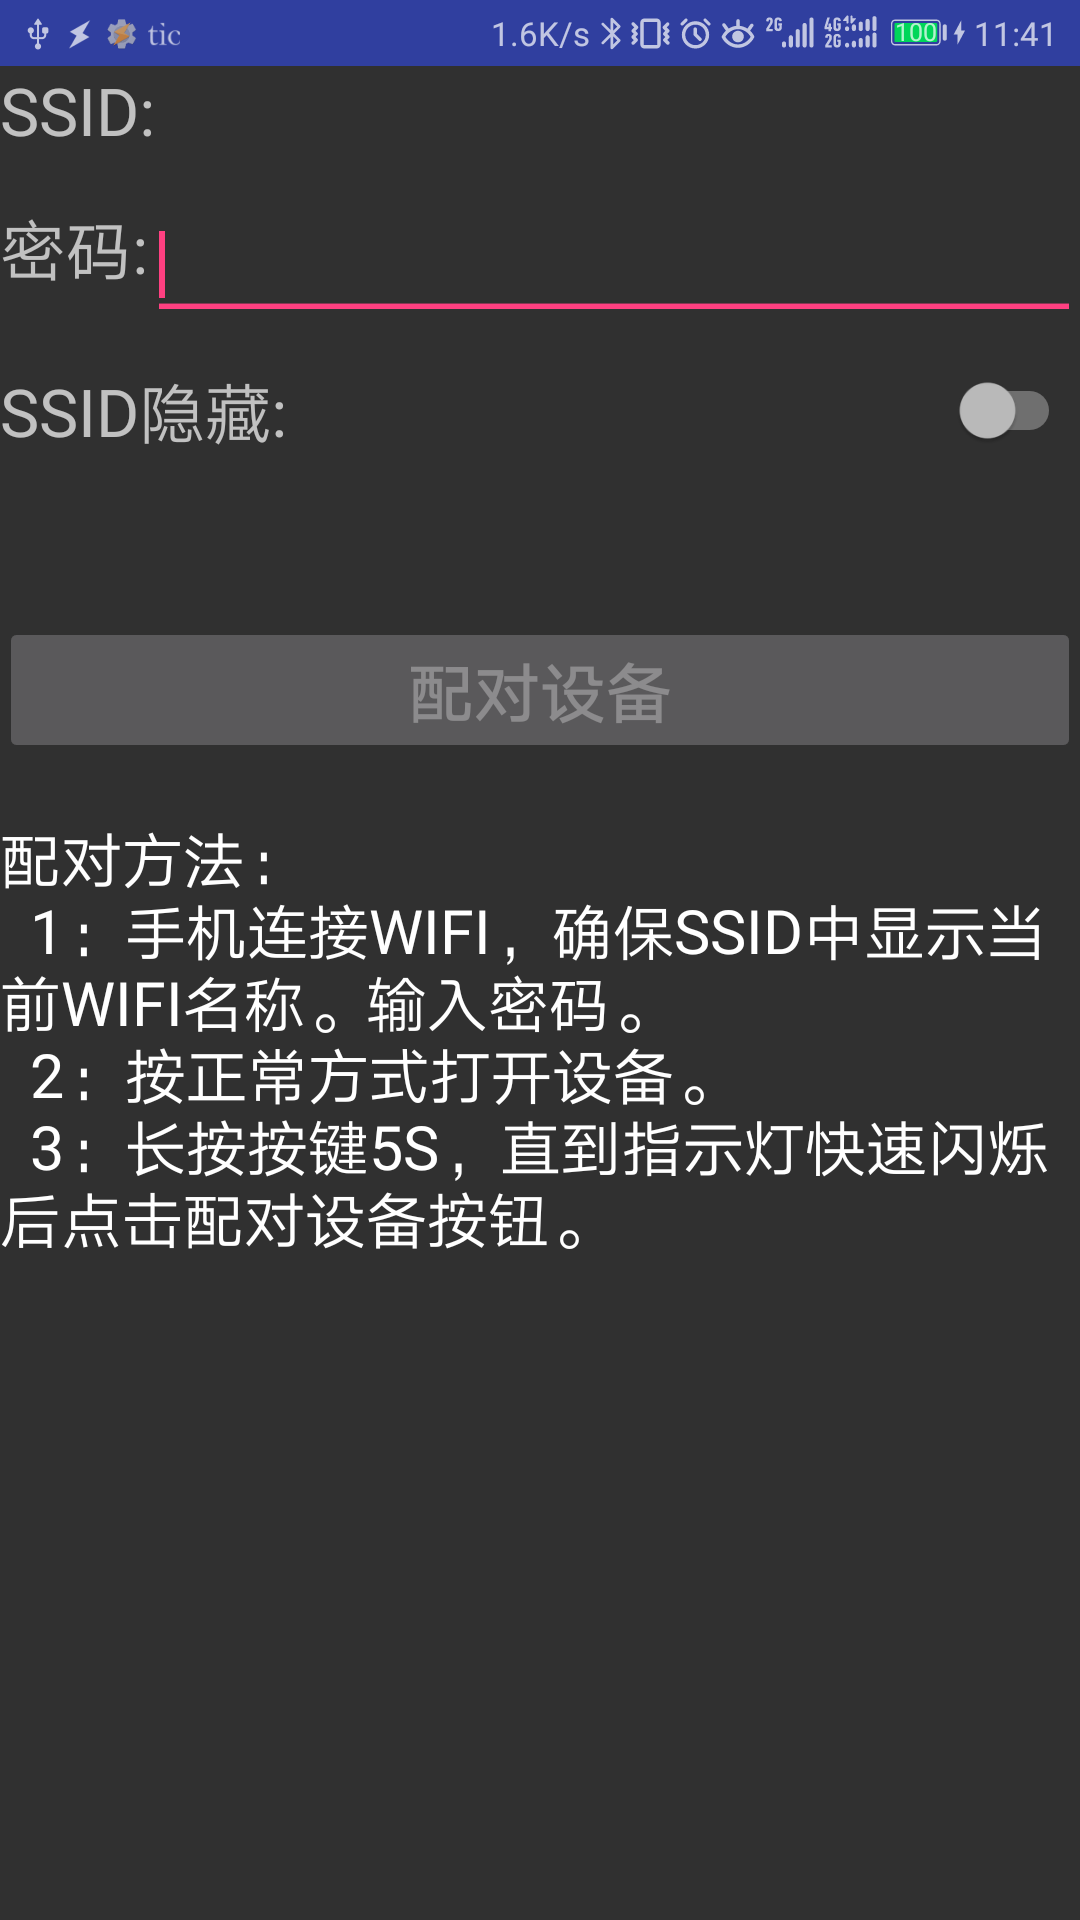 tic 1.6K/s 2G 4G 2G 100 11:41
SSID:
密码:
SSID隐藏:
配对设备
配对方法：
1：手机连接WIFI，确保SSID中显示当
前WIFI名称。输入密码。
2：按正常方式打开设备。
3：长按按键5S，直到指示灯快速闪烁
后点击配对设备按钮。